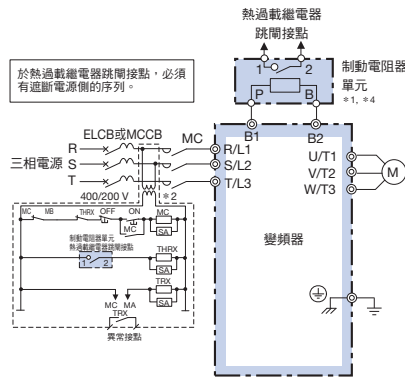 熱過載繼電器
跳閘接點
於熱過載繼電器跳閘接點，必須
有遮斷電源側的序列。
1 2
制動電阻器
單元
P B
*1, *4
ELCB或MCCB
MC
B1 B2
R
R/L1
U/T1
三相電源
S
S/L2
V/T2
M
T
T/L3
W/T3
400/200 V
*2
MC MB THRX OFF ON MC
MC
SA
變頻器
制動電阻器單元
熱過載繼電器跳閘接點
1 2
THRX
SA
TRX
SA
MC MA
TRX
異常接點